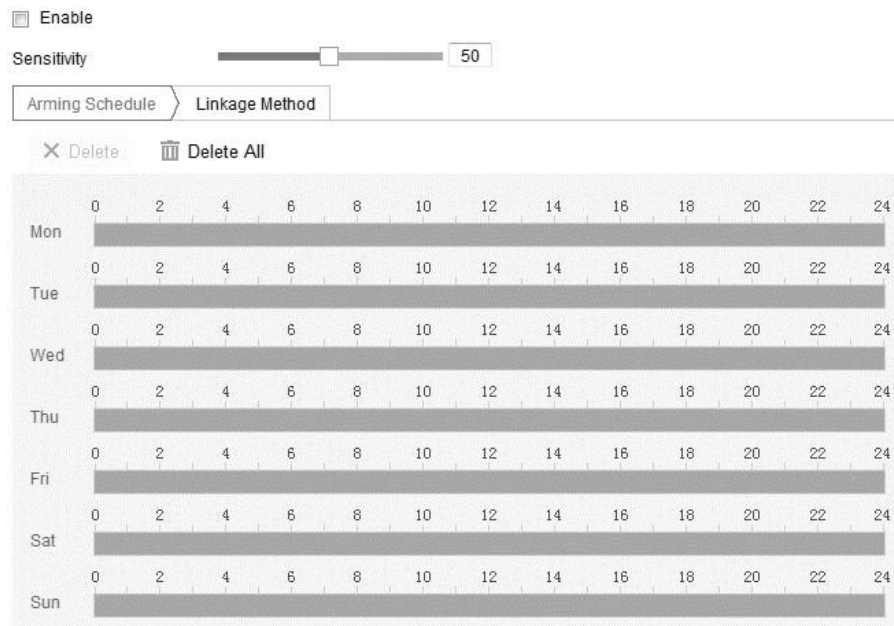 Enable
Sensitivity 50
Arming Schedule Linkage Method
Delete Delete All
0 2 4 6 8 10 12 14 16 18 20 22 24
Mon
0 2 4 6 8 10 12 14 16 18 20 22 24
Tue
0 2 4 6 8 10 12 14 16 18 20 22 24
Wed
0 2 4 6 8 10 12 14 16 18 20 22 24
Thu
0 2 4 6 8 10 12 14 16 18 20 22 24
Fri
0 2 4 6 8 10 12 14 16 18 20 22 24
Sat
0 2 4 6 8 10 12 14 16 18 20 22 24
Sun